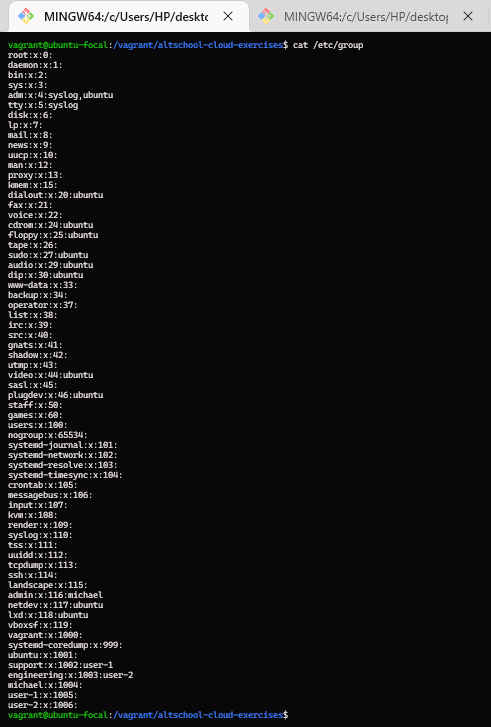 MINGW64:/c/Users/HP/deskto
MINGW64:/c/Users/HP/desktop
vagrant@ubuntu-focal:/vagrant/altschool-cloud-exercises$ cat /etc/group
root:x:0:
daemon:x:1:
bin:x:2:
sys:x:3:
adm:x:4:syslog,ubuntu
tty:x:5:syslog
disk:x:6:
lp:x:7:
mail:x:8:
news:x:9:
uucp:x:10:
man:x:12:
proxy:x:13:
kmem:x:15:
dialout:x:20:ubuntu
fax:x:21:
voice:x:22:
cdrom:x:24:ubuntu
floppy:x:25:ubuntu
tape:x:26:
sudo:x:27:ubuntu
audio:x:29:ubuntu
dip:x:30:ubuntu
www-data:x:33:
backup:x:34:
operator:x:37:
list:x:38:
irc:x:39:
src:x:40:
gnats:x:41:
shadow:x:42:
utmp:x:43:
video:x:44:ubuntu
sasl:x:45:
plugdev:x:46:ubuntu
staff:x:50:
games:x:60:
users:x:100:
nogroup:x:65534:
systemd-journal:x:101:
systemd-network:x:102:
systemd-resolve:x:103:
systemd-timesync:x:104:
crontab:x:105:
messagebus:x:106:
input:x:107:
kvm:x:108:
render:x:109:
syslog:x:110:
tss:x:111:
uuidd:x:112:
tcpdump:x:113:
ssh:x:114:
landscape:x:115:
admin:x:116:michael
netdev:x:117:ubuntu
lxd:x:118:ubuntu
vboxsf:x:119:
vagrant:x:1000:
systemd-coredump:x:999:
ubuntu:x:1001:
support:x:1002:user-1
engineering:x:1003:user-2
michael:x:1004:
user-1:x:1005:
user-2:x:1006:
vagrant@ubuntu-focal:/vagrant/altschool-cloud-exercises$